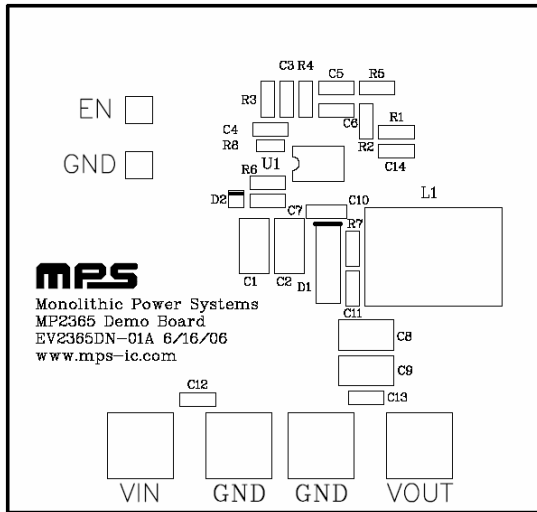 C3 R4 C5 R5
EN
R3
C4
C6
R1
R8
GND
U1
R2
C14
R6
D2
L1
C7
C10
R7
C1 C2 D1
C11
mPS
Monolithic Power Systems
MP2365 Demo Board
EV2365DN-01A 6/16/06
www.mps-ic.com
C8
C9
C12
C13
VIN GND GND VOUT